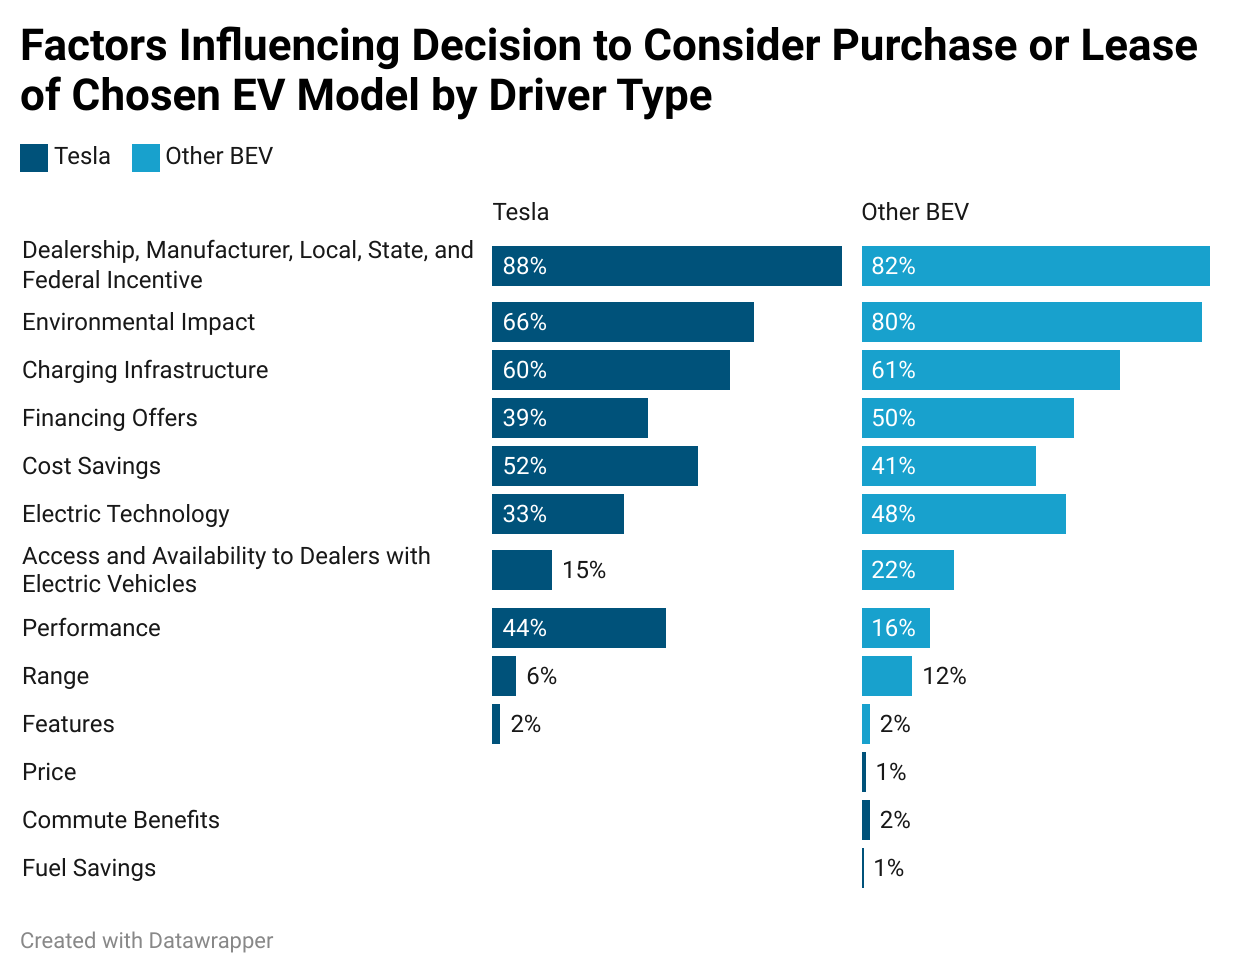 Factors Influencing Decision to Consider Purchase or Lease
of Chosen EV Model by Driver Type
Tesla Other BEV
Tesla Other BEV
Dealership, Manufacturer, Local, State, and
Federal Incentive
88% 82%
Environmental Impact 66% 80%
Charging Infrastructure 60% 61%
Financing Offers 39% 50%
Cost Savings 52% 41%
Electric Technology 33% 48%
Access and Availability to Dealers with
Electric Vehicles
15% 22%
Performance 44% 16%
Range 6% 12%
Features 2% 2%
Price 1%
Commute Benefits 2%
Fuel Savings 1%
Created with Datawrapper